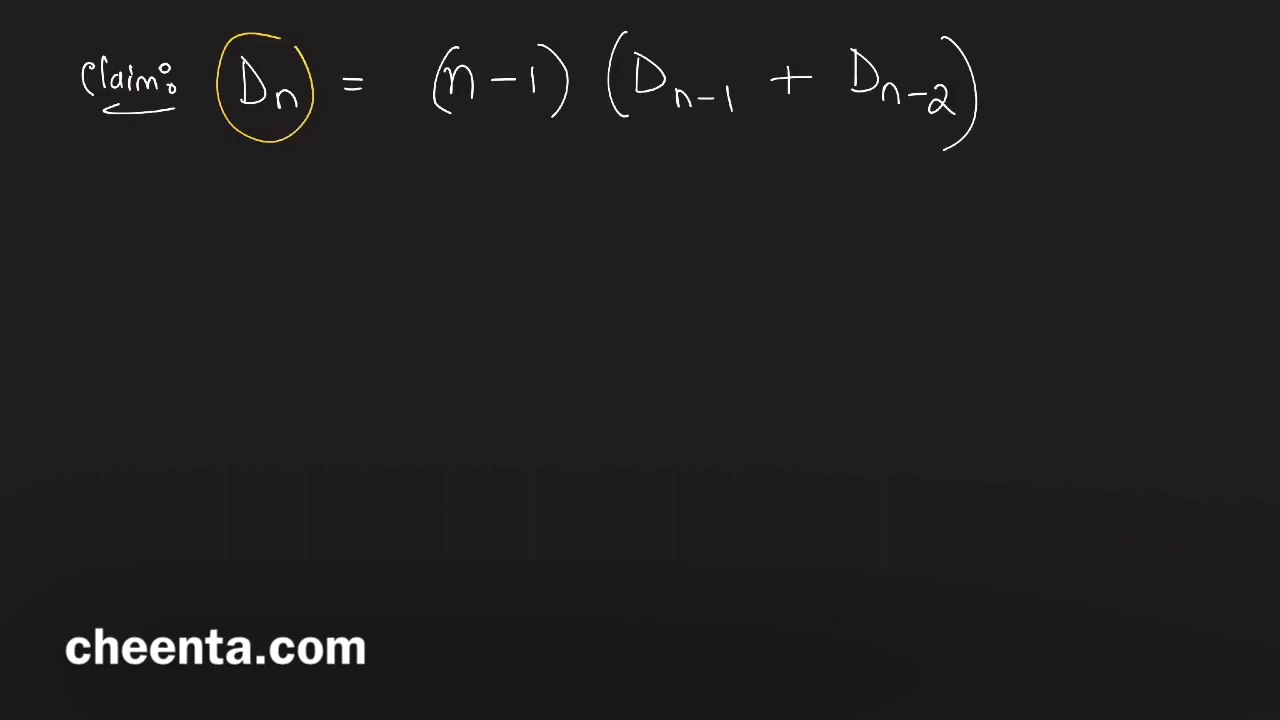 Claim: Dₙ = (n-1) (Dₙ₋₁ + Dₙ₋₂)
cheenta.com